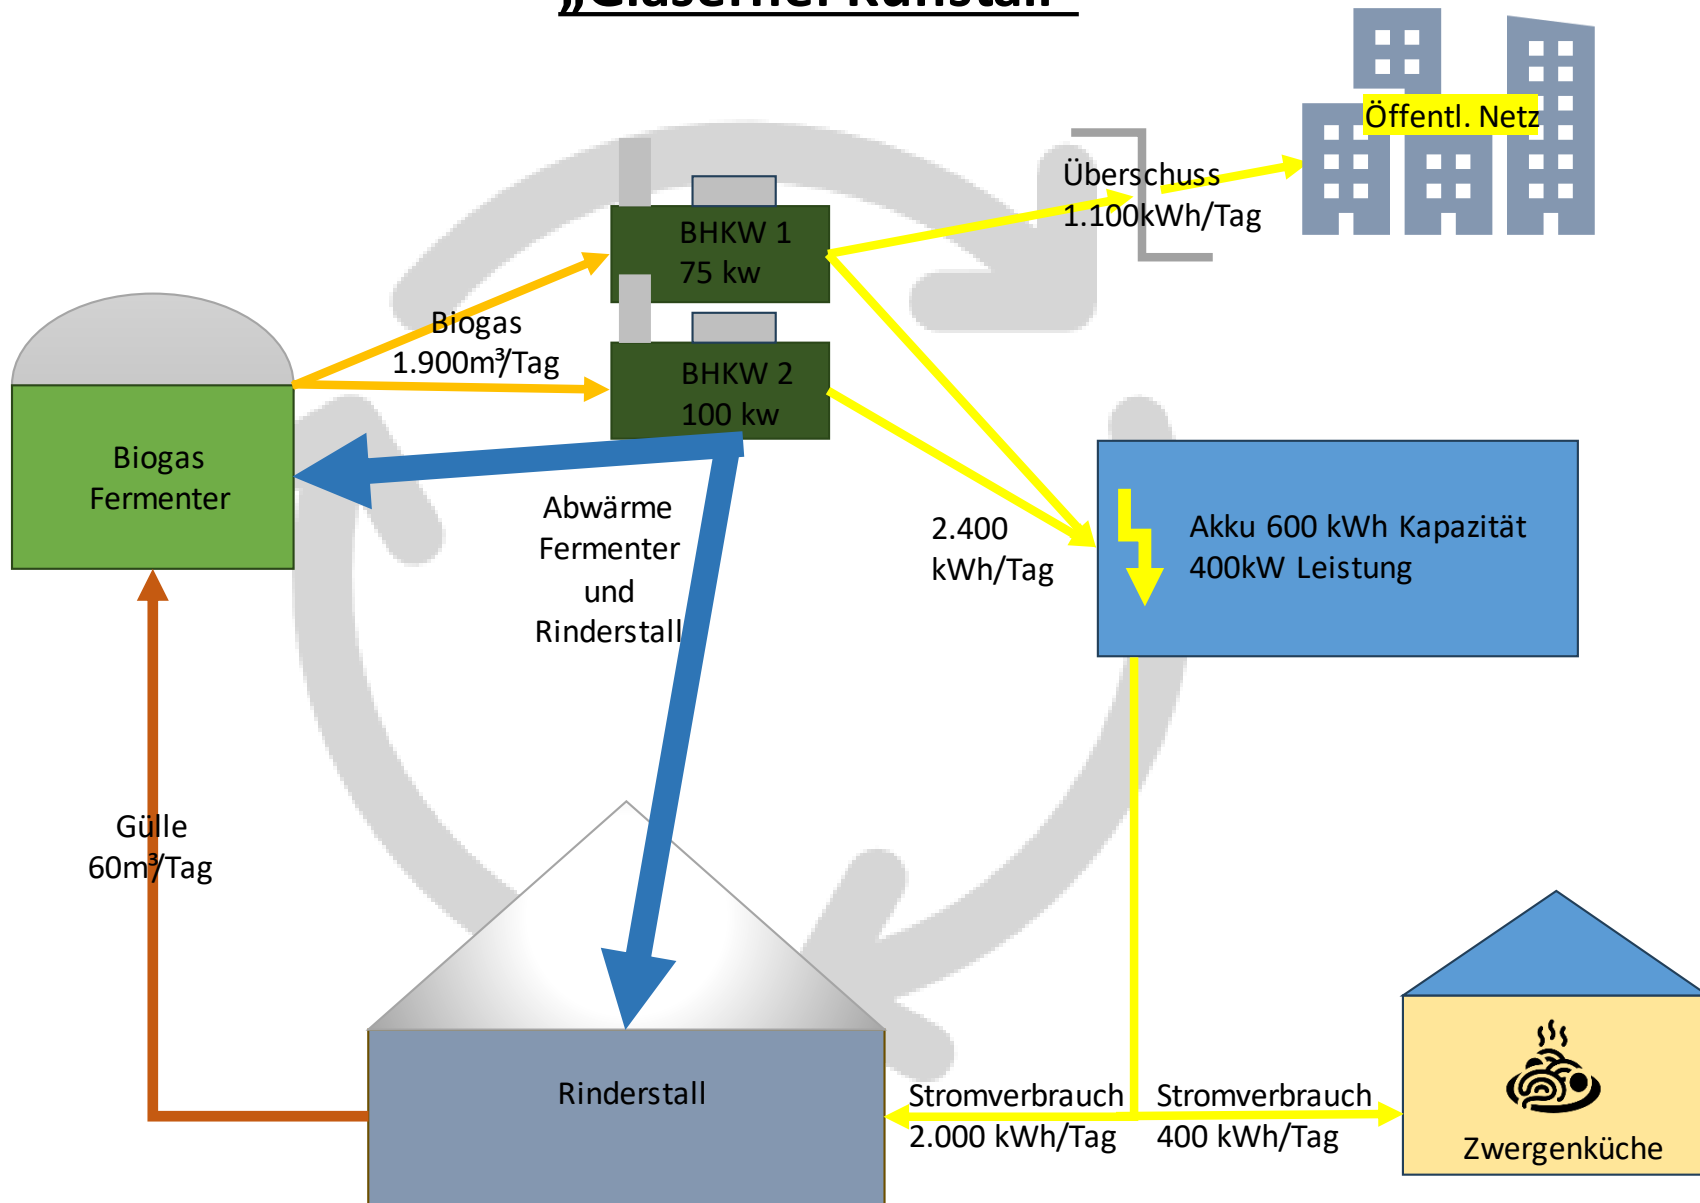 „Gläserner Kuhstall“
Öffentl. Netz
Überschuss
1.100kWh/Tag
BHKW 1
75 kw
Biogas
1.900m³/Tag
BHKW 2
100 kw
Biogas
Fermenter
Abwärme
Fermenter
und
Rinderstall
2.400
kWh/Tag
Akku 600 kWh Kapazität
400kW Leistung
Gülle
60m³/Tag
Rinderstall
Stromverbrauch
2.000 kWh/Tag
Stromverbrauch
400 kWh/Tag
Zwergenküche